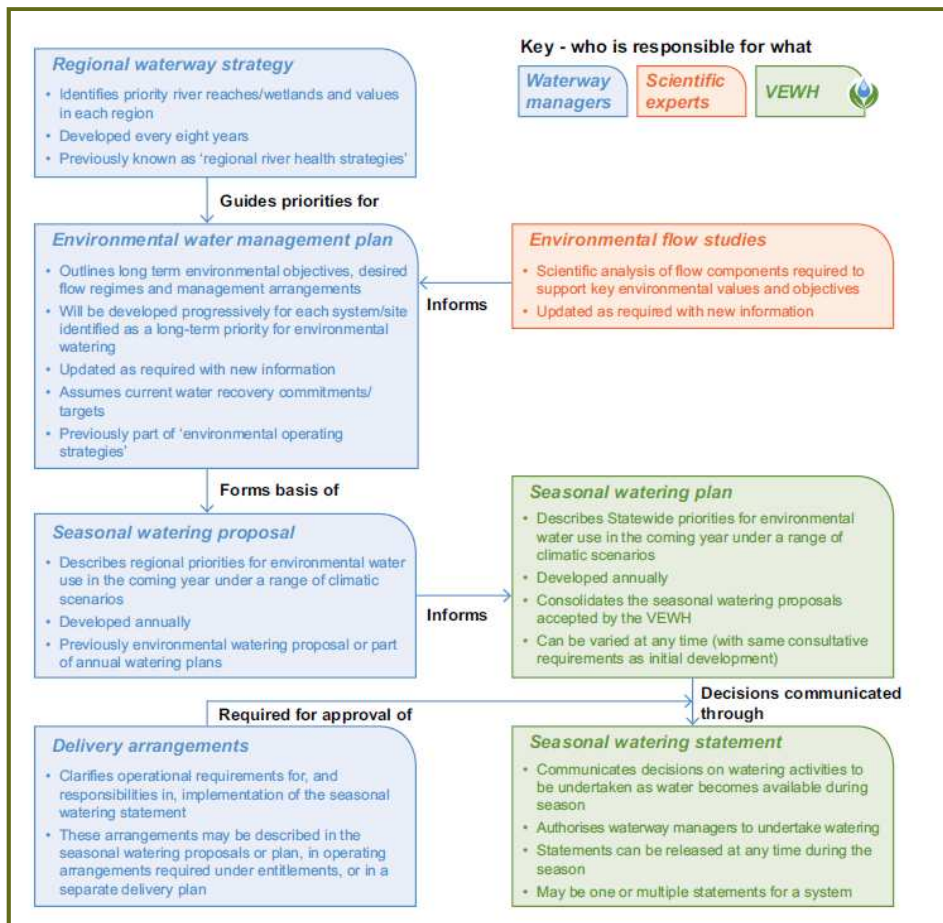 Key - who is responsible for what
Waterway
managers
Scientific
experts
VEWH
Regional waterway strategy
• Identifies priority river reaches/wetlands and values
in each region
• Developed every eight years
• Previously known as ‘regional river health strategies’
Guides priorities for
Environmental water management plan
• Outlines long term environmental objectives, desired
flow regimes and management arrangements
• Will be developed progressively for each system/site
identified as a long-term priority for environmental
watering
• Updated as required with new information
• Assumes current water recovery commitments/
targets
• Previously part of ‘environmental operating
strategies’
Informs
Environmental flow studies
• Scientific analysis of flow components required to
support key environmental values and objectives
• Updated as required with new information
Forms basis of
Seasonal watering proposal
• Describes regional priorities for environmental water
use in the coming year under a range of climatic
scenarios
• Developed annually
• Previously environmental watering proposal or part
of annual watering plans
Informs
Seasonal watering plan
• Describes Statewide priorities for environmental
water use in the coming year under a range of
climatic scenarios
• Developed annually
• Consolidates the seasonal watering proposals
accepted by the VEWH
• Can be varied at any time (with same consultative
requirements as initial development)
Required for approval of
Decisions communicated
through
Delivery arrangements
• Clarifies operational requirements for, and
responsibilities in, implementation of the seasonal
watering statement
• These arrangements may be described in the
seasonal watering proposals or plan, in operating
arrangements required under entitlements, or in a
separate delivery plan
Seasonal watering statement
• Communicates decisions on watering activities to
be undertaken as water becomes available during
season
• Authorises waterway managers to undertake watering
• Statements can be released at any time during the
season
• May be one or multiple statements for a system